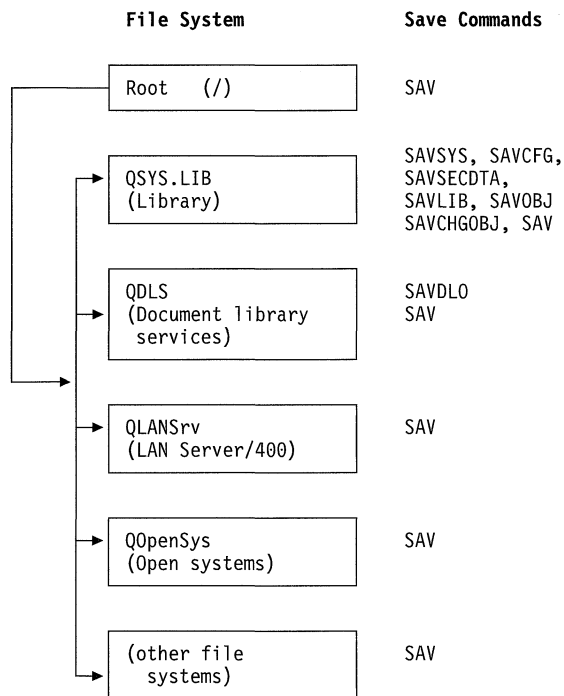 File System Save Commands
Root (/) SAV
QSYS.LIB
(Library)
SAVSYS, SAVCFG,
SAVSECDTA,
SAVLIB, SAVOBJ
SAVCHGOBJ, SAV
QDLS
(Document library
services)
SAVDLO
SAV
QLANSrv
(LAN Server/400)
SAV
QOpenSys
(Open systems)
SAV
(other file
systems)
SAV